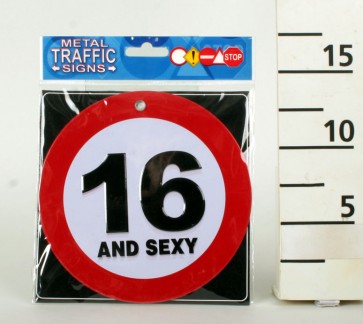 METAL
TRAFFIC
SIGNS
STOP
16
AND SEXY
15
10
5